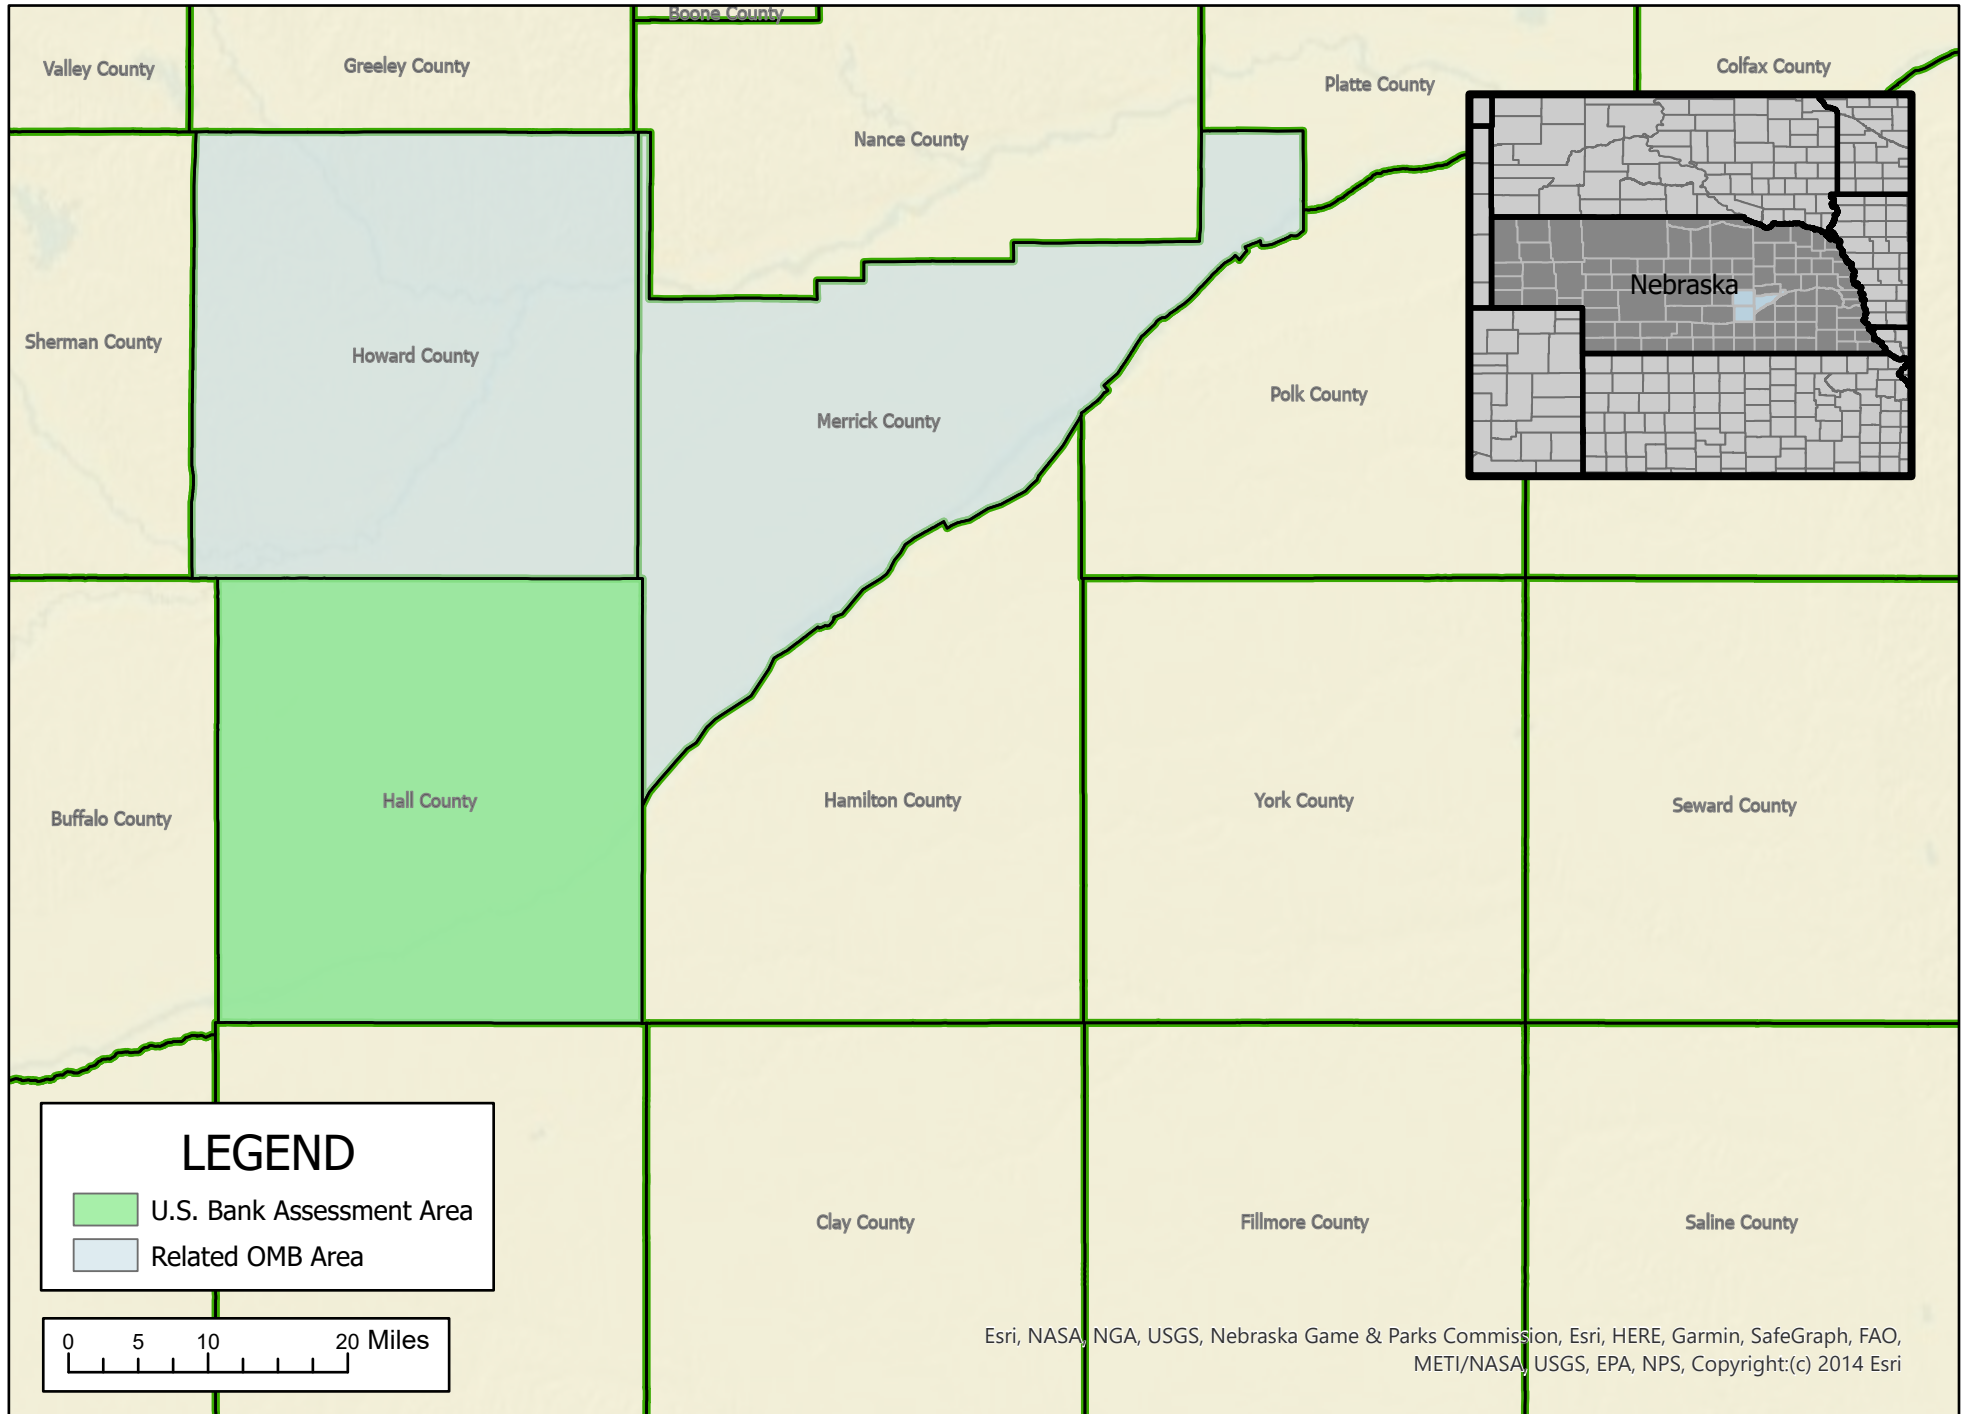 Boone County
Valley County
Greeley County
Platte County
Colfax County
Nance County
Nebraska
Sherman County
Howard County
Merrick County
Polk County
Buffalo County
Hall County
Hamilton County
York County
Seward County
LEGEND
U.S. Bank Assessment Area
Related OMB Area
Clay County
Fillmore County
Saline County
0 5 10 20 Miles
Esri, NASA, NGA, USGS, Nebraska Game & Parks Commission, Esri, HERE, Garmin, SafeGraph, FAO,
METI/NASA, USGS, EPA, NPS, Copyright:(c) 2014 Esri